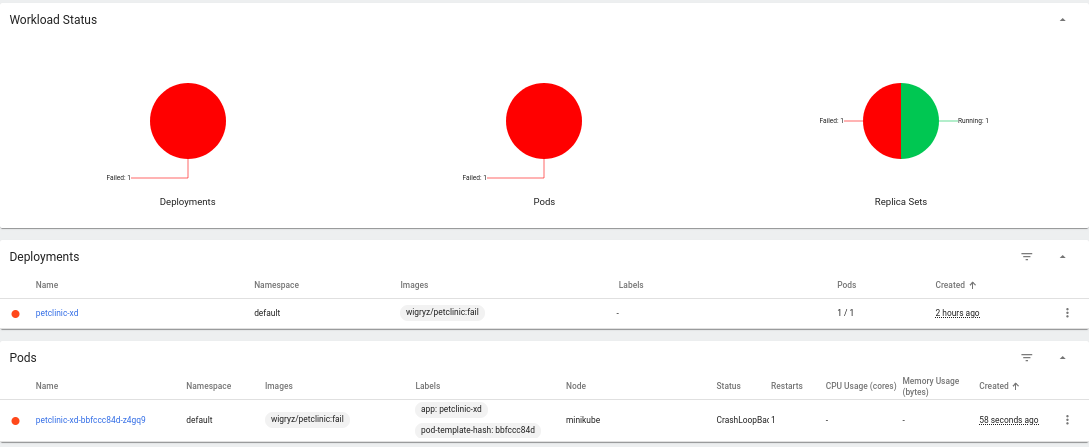 Workload Status
Failed: 1 Running: 1
Failed: 1 Failed: 1
Deployments Pods Replica Sets
Deployments
Name Namespace Images Labels Pods Created
petclinic-xd default wigryz/petclinic:fail - 1 / 1 2 hours ago
Pods
Name Namespace Images Labels Node Status Restarts CPU Usage (cores) Memory Usage (bytes) Created
petclinic-xd-bbfccc84d-z4gq9 default wigryz/petclinic:fail app: petclinic-xd minikube CrashLoopBac 1 - - 58 seconds ago
pod-template-hash: bbfccc84d